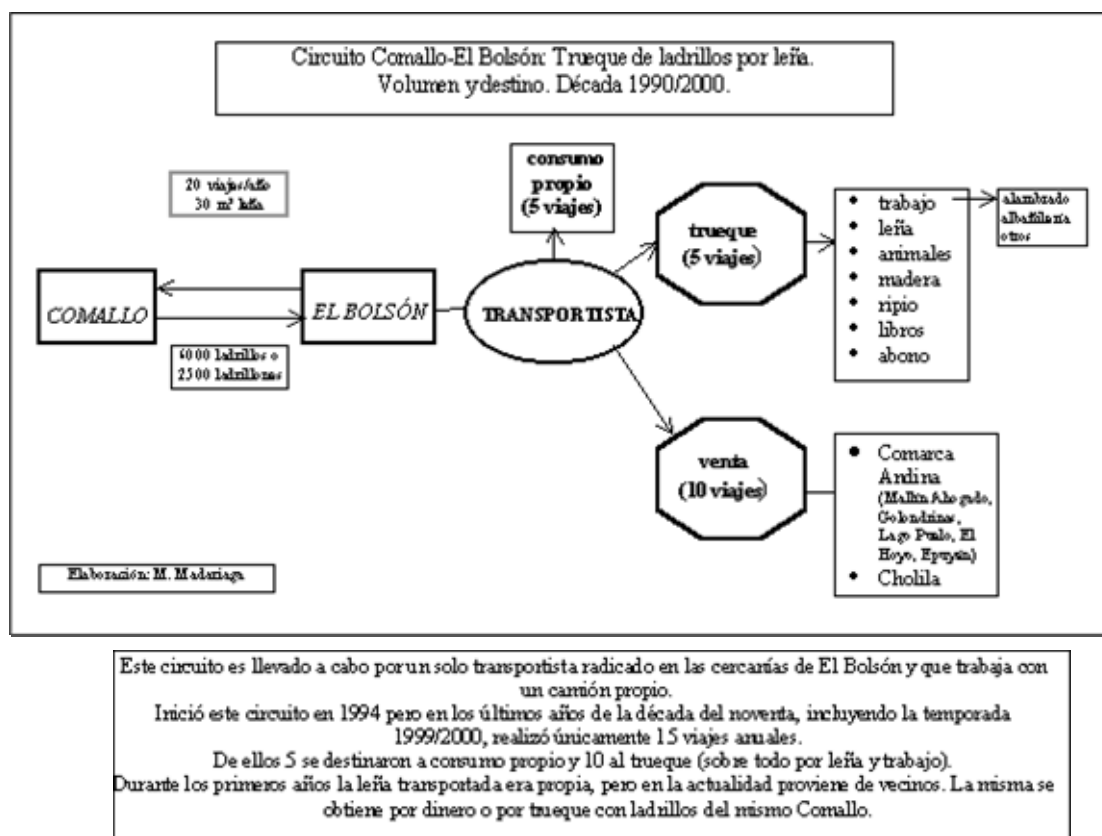 Circuito Comallo-El Bolsón: Trueque de ladrillos por leña.
Volumen y destino. Década 1990/2000.
consumo
propio
(5 viajes)
20 viajes/año
30 m³ leña
trueque
(5 viajes)
• trabajo
• leña
• animales
• madera
• ripio
• libros
• abono
alambrado
albañilería
otros
COMALLO
EL BOLSÓN
TRANSPORTISTA
6000 ladrillos o
2500 ladrillones
venta
(10 viajes)
• Comarca
Andina
(Mallín Ahogado,
Golondrinas,
Lago Puelo, El
Hoyo, Epuyén)
• Cholila
Elaboración: M. Madariaga
Este circuito es llevado a cabo por un solo transportista radicado en las cercanías de El Bolsón y que trabaja con
un camión propio.
Inició este circuito en 1994 pero en los últimos años de la década del noventa, incluyendo la temporada
1999/2000, realizó únicamente 15 viajes anuales.
De ellos 5 se destinaron a consumo propio y 10 al trueque (sobre todo por leña y trabajo).
Durante los primeros años la leña transportada era propia, pero en la actualidad proviene de vecinos. La misma se
obtiene por dinero o por trueque con ladrillos del mismo Comallo.